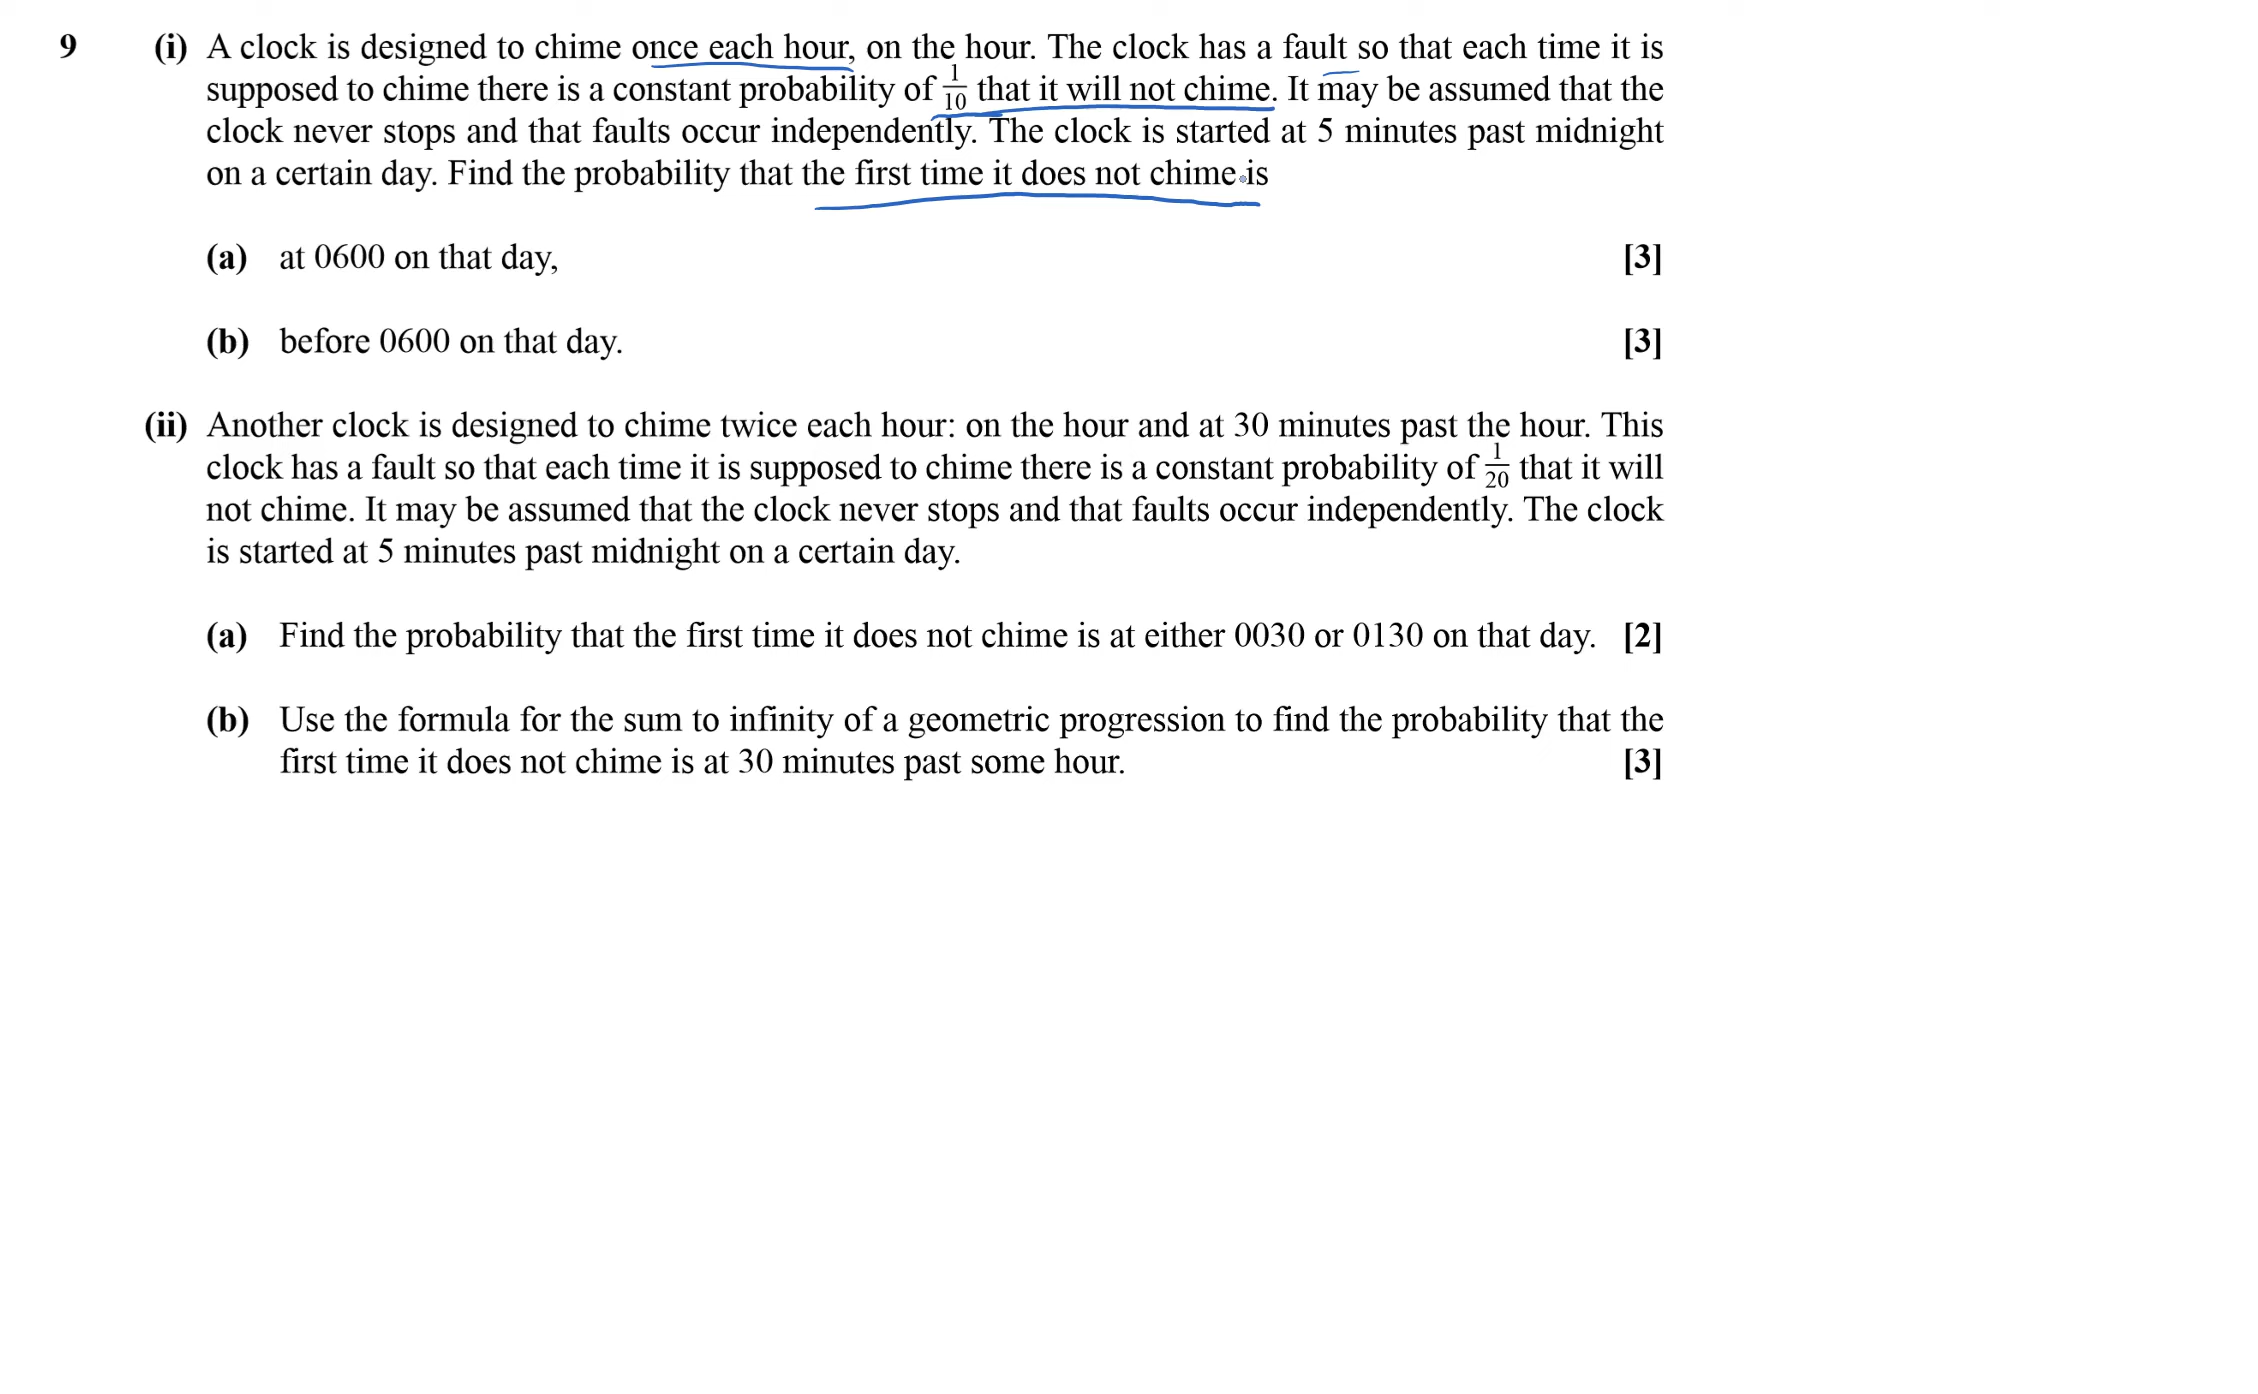 9 (i) A clock is designed to chime once each hour, on the hour. The clock has a fault so that each time it is
supposed to chime there is a constant probability of 1/10 that it will not chime. It may be assumed that the
clock never stops and that faults occur independently. The clock is started at 5 minutes past midnight
on a certain day. Find the probability that the first time it does not chime is
(a) at 0600 on that day, [3]
(b) before 0600 on that day. [3]
(ii) Another clock is designed to chime twice each hour: on the hour and at 30 minutes past the hour. This
clock has a fault so that each time it is supposed to chime there is a constant probability of 1/20 that it will
not chime. It may be assumed that the clock never stops and that faults occur independently. The clock
is started at 5 minutes past midnight on a certain day.
(a) Find the probability that the first time it does not chime is at either 0030 or 0130 on that day. [2]
(b) Use the formula for the sum to infinity of a geometric progression to find the probability that the
first time it does not chime is at 30 minutes past some hour. [3]